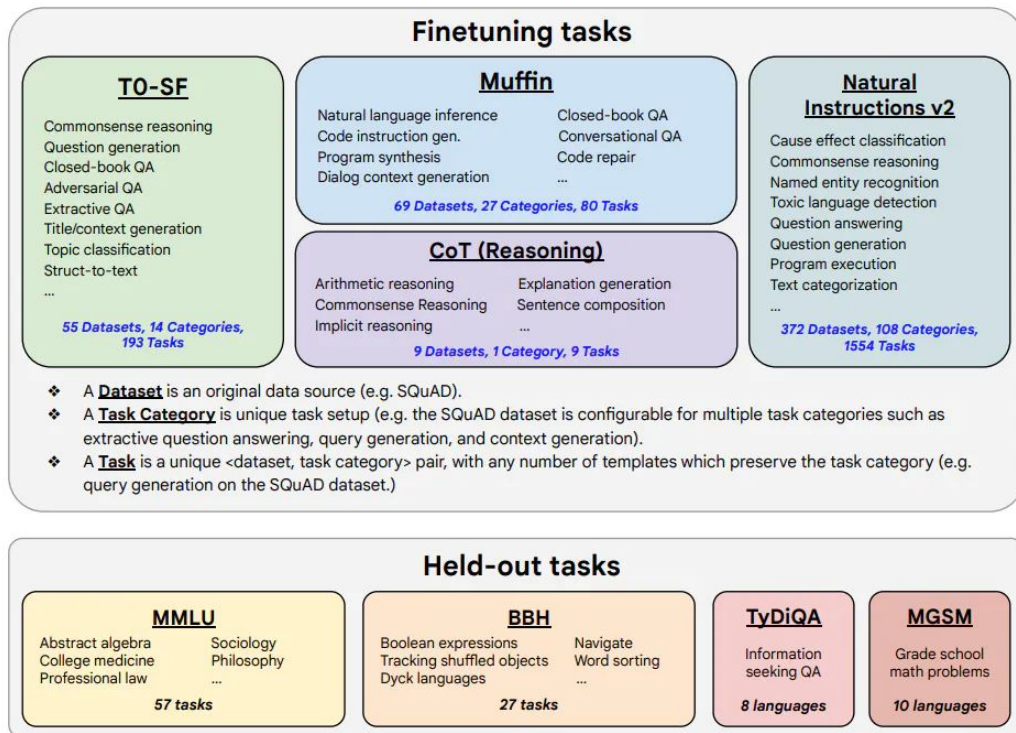 Finetuning tasks
T0-SF
Commonsense reasoning
Question generation
Closed-book QA
Adversarial QA
Extractive QA
Title/context generation
Topic classification
Struct-to-text
...
55 Datasets, 14 Categories,
193 Tasks
Muffin
Natural language inference
Code instruction gen.
Program synthesis
Dialog context generation
Closed-book QA
Conversational QA
Code repair
...
69 Datasets, 27 Categories, 80 Tasks
CoT (Reasoning)
Arithmetic reasoning
Commonsense Reasoning
Implicit reasoning
Explanation generation
Sentence composition
...
9 Datasets, 1 Category, 9 Tasks
Natural
Instructions v2
Cause effect classification
Commonsense reasoning
Named entity recognition
Toxic language detection
Question answering
Question generation
Program execution
Text categorization
...
372 Datasets, 108 Categories,
1554 Tasks
❖ A Dataset is an original data source (e.g. SQuAD).
❖ A Task Category is unique task setup (e.g. the SQuAD dataset is configurable for multiple task categories such as
extractive question answering, query generation, and context generation).
❖ A Task is a unique <dataset, task category> pair, with any number of templates which preserve the task category (e.g.
query generation on the SQuAD dataset.)
Held-out tasks
MMLU
Abstract algebra
College medicine
Professional law
Sociology
Philosophy
...
57 tasks
BBH
Boolean expressions
Tracking shuffled objects
Dyck languages
Navigate
Word sorting
...
27 tasks
TyDiQA
Information
seeking QA
8 languages
MGSM
Grade school
math problems
10 languages